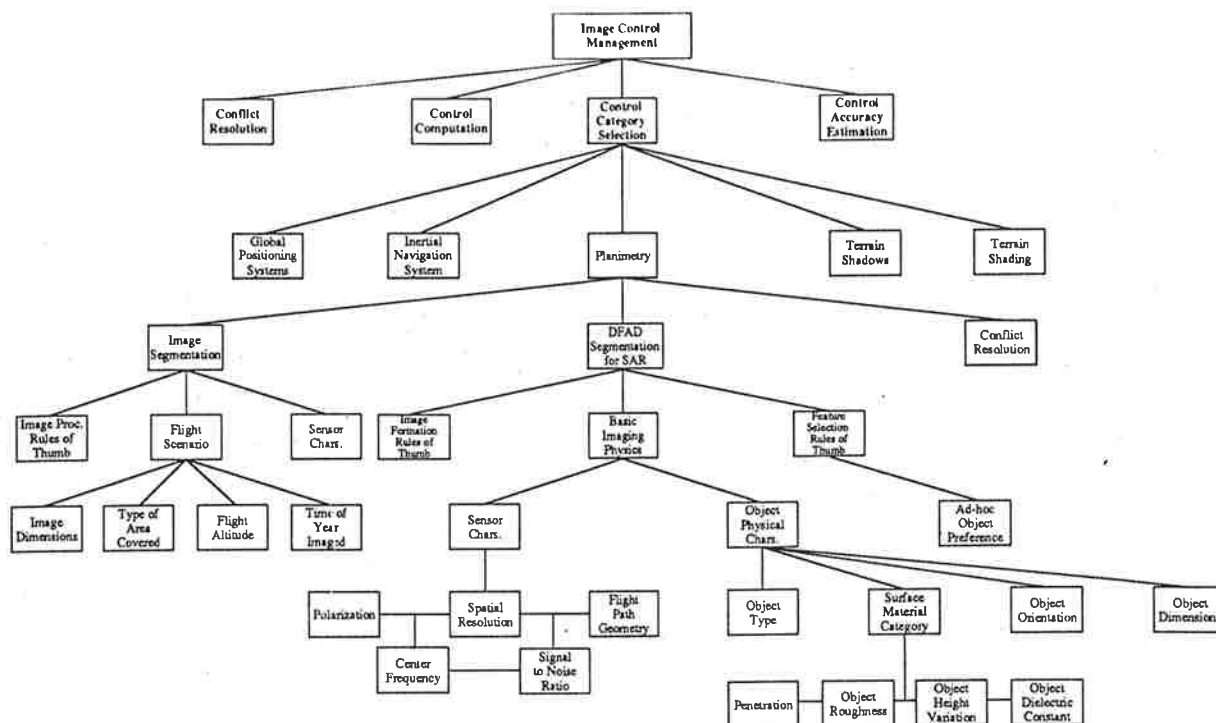 Image Control
Management
Conflict
Resolution
Control
Computation
Control
Category
Selection
Control
Accuracy
Estimation
Global
Positioning
Systems
Inertial
Navigation
System
Planimetry
Terrain
Shadows
Terrain
Shading
Image
Segmentation
DFAD
Segmentation
for SAR
Conflict
Resolution
Image Proc.
Rules of
Thumb
Flight
Scenario
Sensor
Chars.
Image
Formation
Rules of
Thumb
Basic
Imaging
Physics
Feature
Selection
Rules of
Thumb
Image
Dimensions
Type of
Area
Covered
Flight
Altitude
Time of
Year
Imaged
Sensor
Chars.
Object
Physical
Chars.
Ad-hoc
Object
Preference
Polarization
Spatial
Resolution
Flight
Path
Geometry
Object
Type
Surface
Material
Category
Object
Orientation
Object
Dimension
Center
Frequency
Signal
to Noise
Ratio
Penetration
Object
Roughness
Object
Height
Variation
Object
Dielectric
Constant